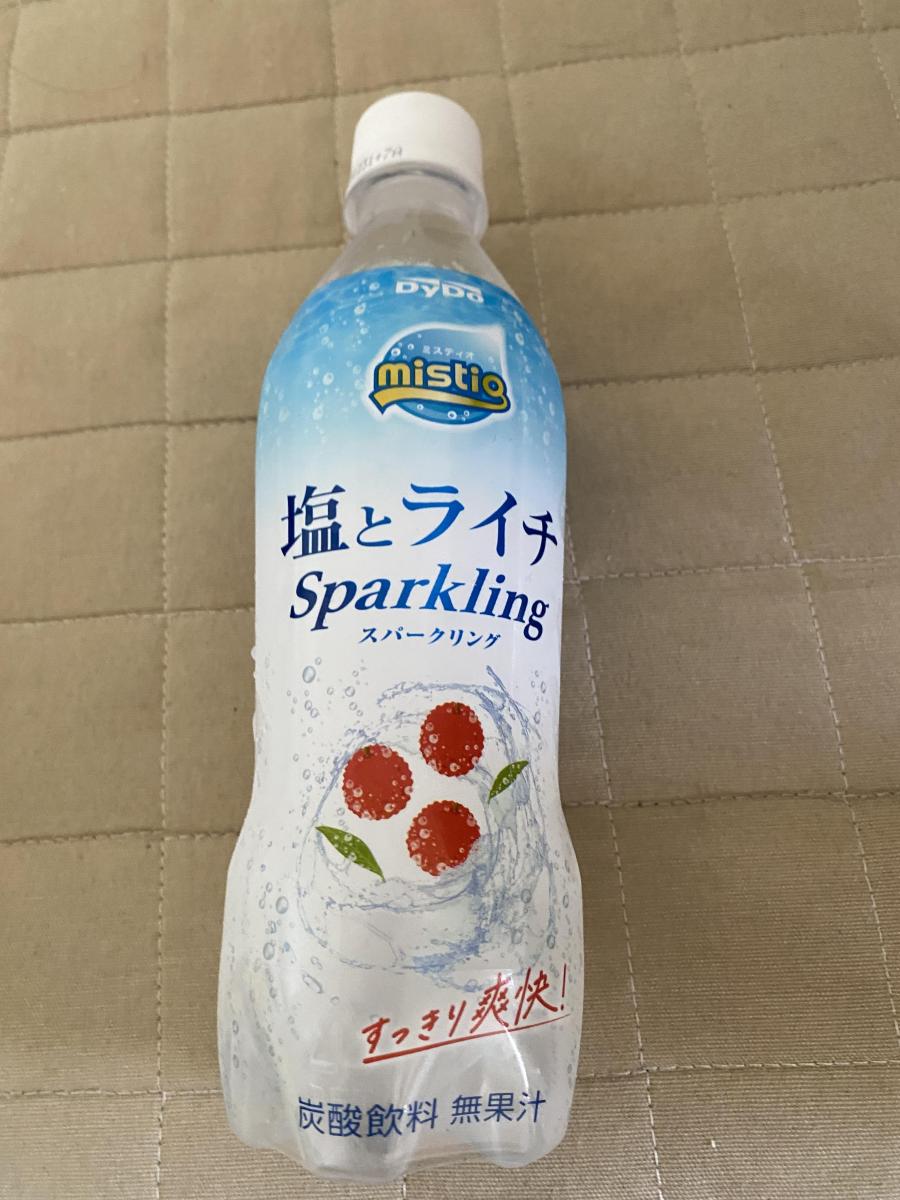 DyDo
ミスティオ
mistio
塩とライチ
Sparkling
スパークリング
すっきり爽快!
炭酸飲料 無果汁